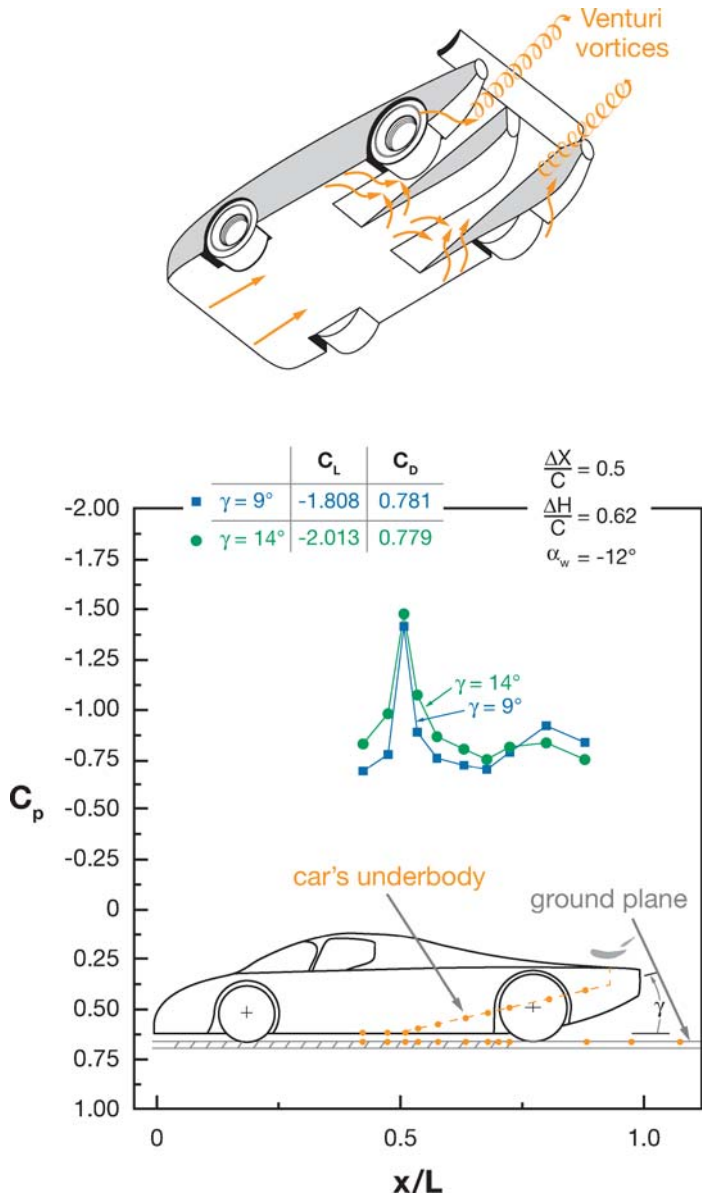 Venturi
vortices
C_L C_D
γ = 9° -1.808 0.781
γ = 14° -2.013 0.779
ΔX/C = 0.5
ΔH/C = 0.62
α_w = -12°
-2.00
-1.75
-1.50
-1.25
-1.00
-0.75
-0.50
-0.25
0
0.25
0.50
0.75
1.00
C_p
γ = 14°
γ = 9°
car's underbody
ground plane
γ
0 0.5 1.0
x/L